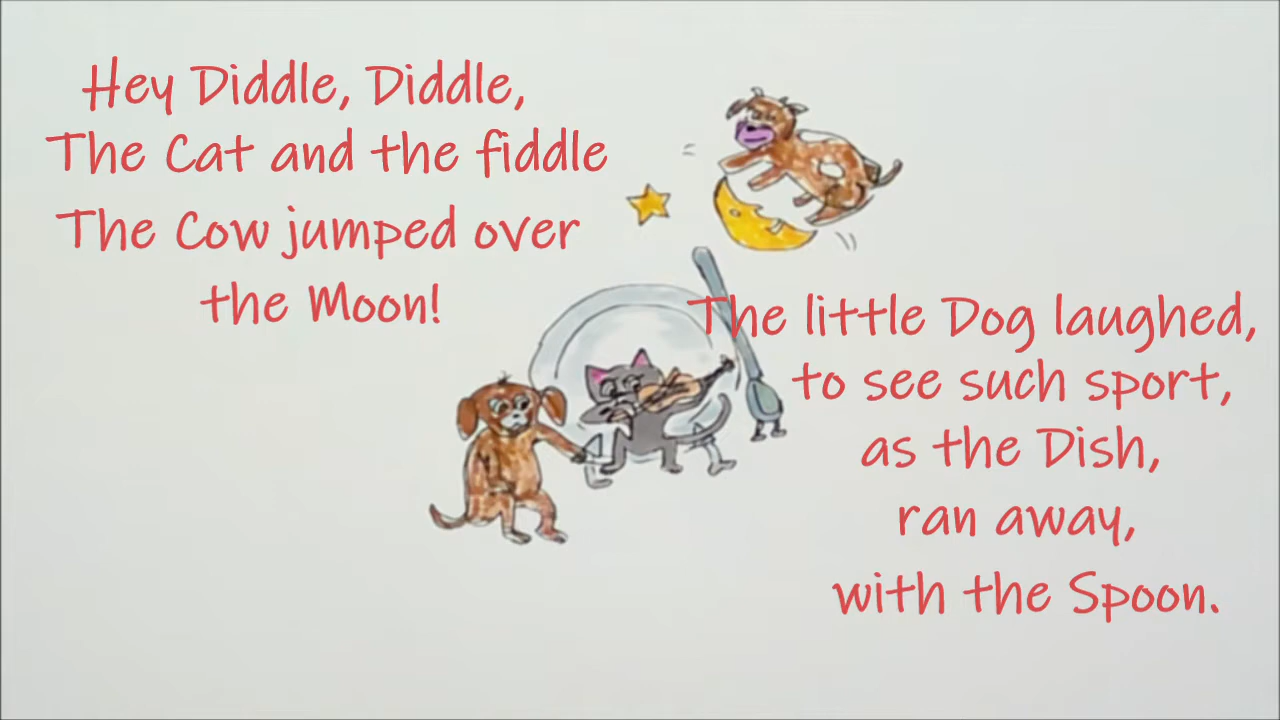 Hey Diddle, Diddle,
The Cat and the fiddle
The Cow jumped over
the Moon!
The little Dog laughed,
to see such sport,
as the Dish,
ran away,
with the Spoon.